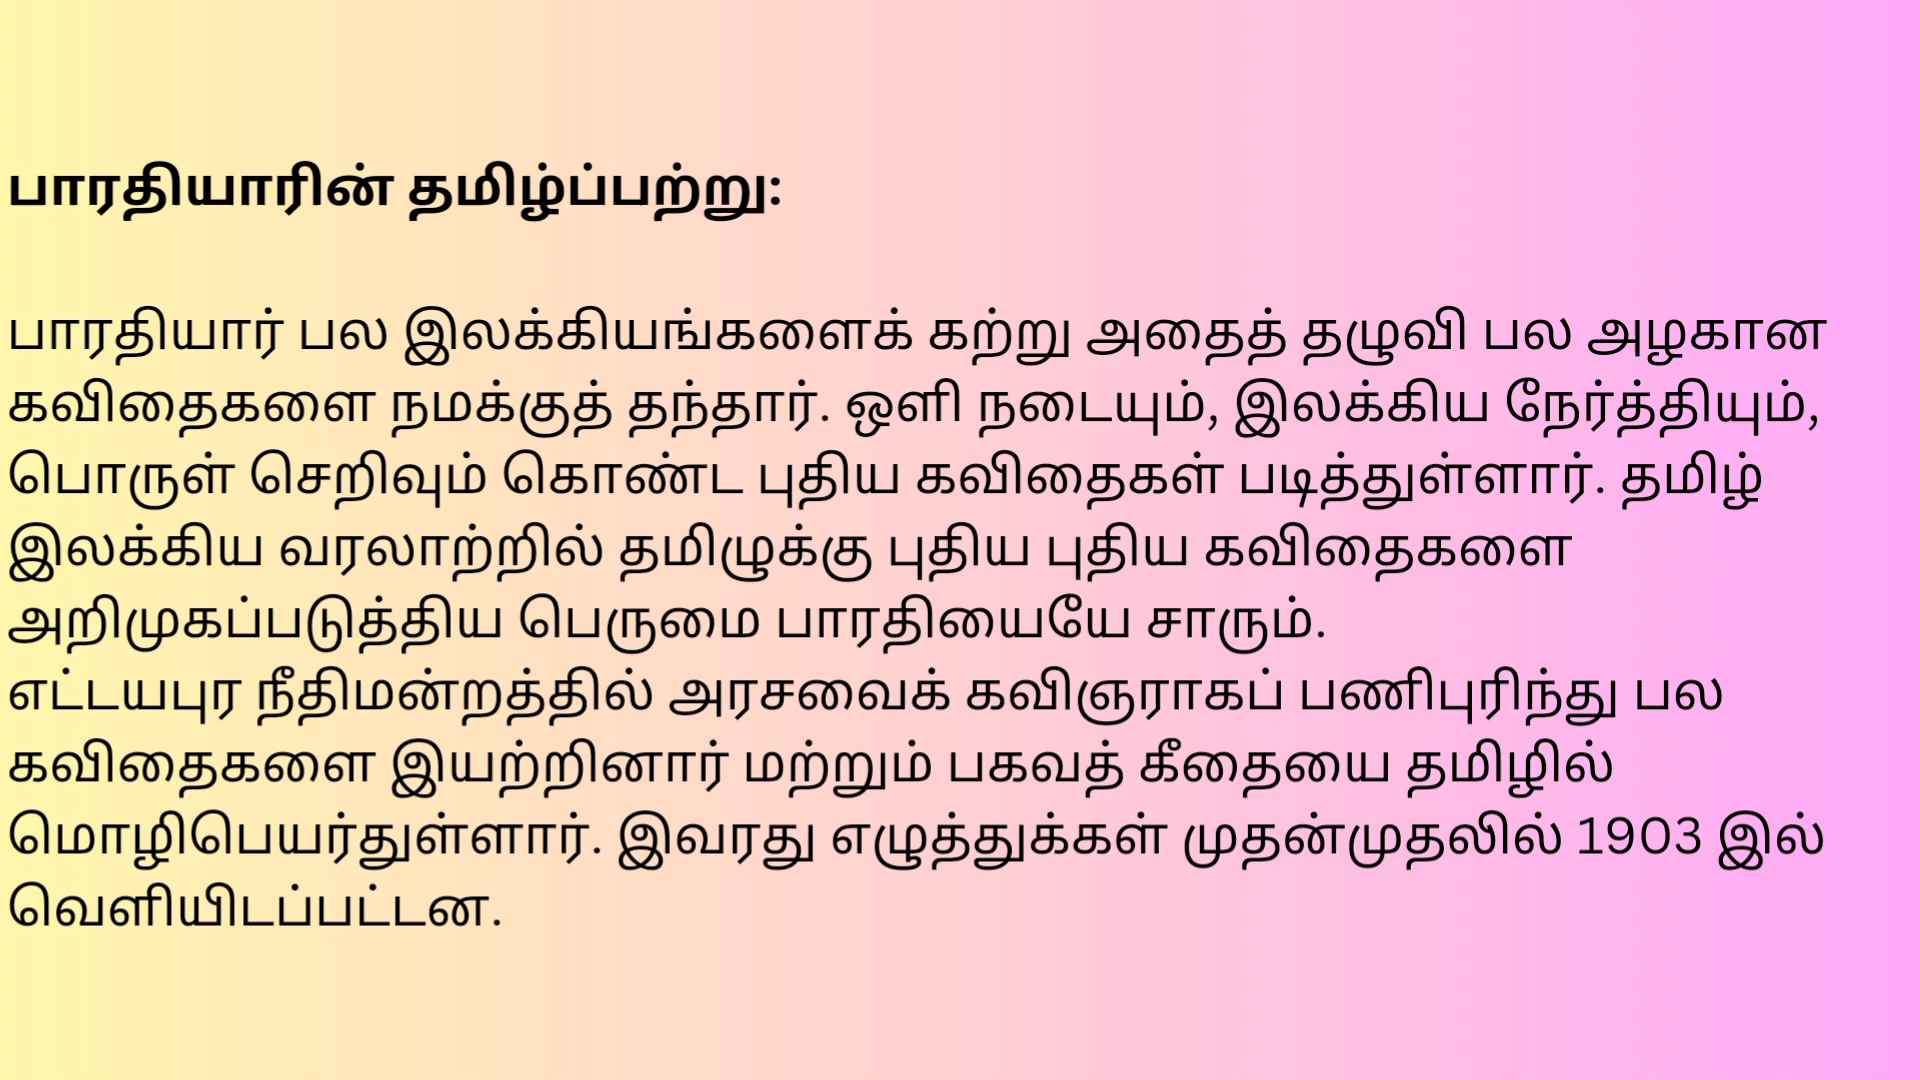 பாரதியாரின் தமிழ்ப்பற்று:
பாரதியார் பல இலக்கியங்களைக் கற்று அதைத் தழுவி பல அழகான
கவிதைகளை நமக்குத் தந்தார். ஒளி நடையும், இலக்கிய நேர்த்தியும்,
பொருள் செறிவும் கொண்ட புதிய கவிதைகள் படித்துள்ளார். தமிழ்
இலக்கிய வரலாற்றில் தமிழுக்கு புதிய புதிய கவிதைகளை
அறிமுகப்படுத்திய பெருமை பாரதியையே சாரும்.
எட்டயபுர நீதிமன்றத்தில் அரசவைக் கவிஞராகப் பணிபுரிந்து பல
கவிதைகளை இயற்றினார் மற்றும் பகவத் கீதையை தமிழில்
மொழிபெயர்துள்ளார். இவரது எழுத்துக்கள் முதன்முதலில் 1903 இல்
வெளியிடப்பட்டன.